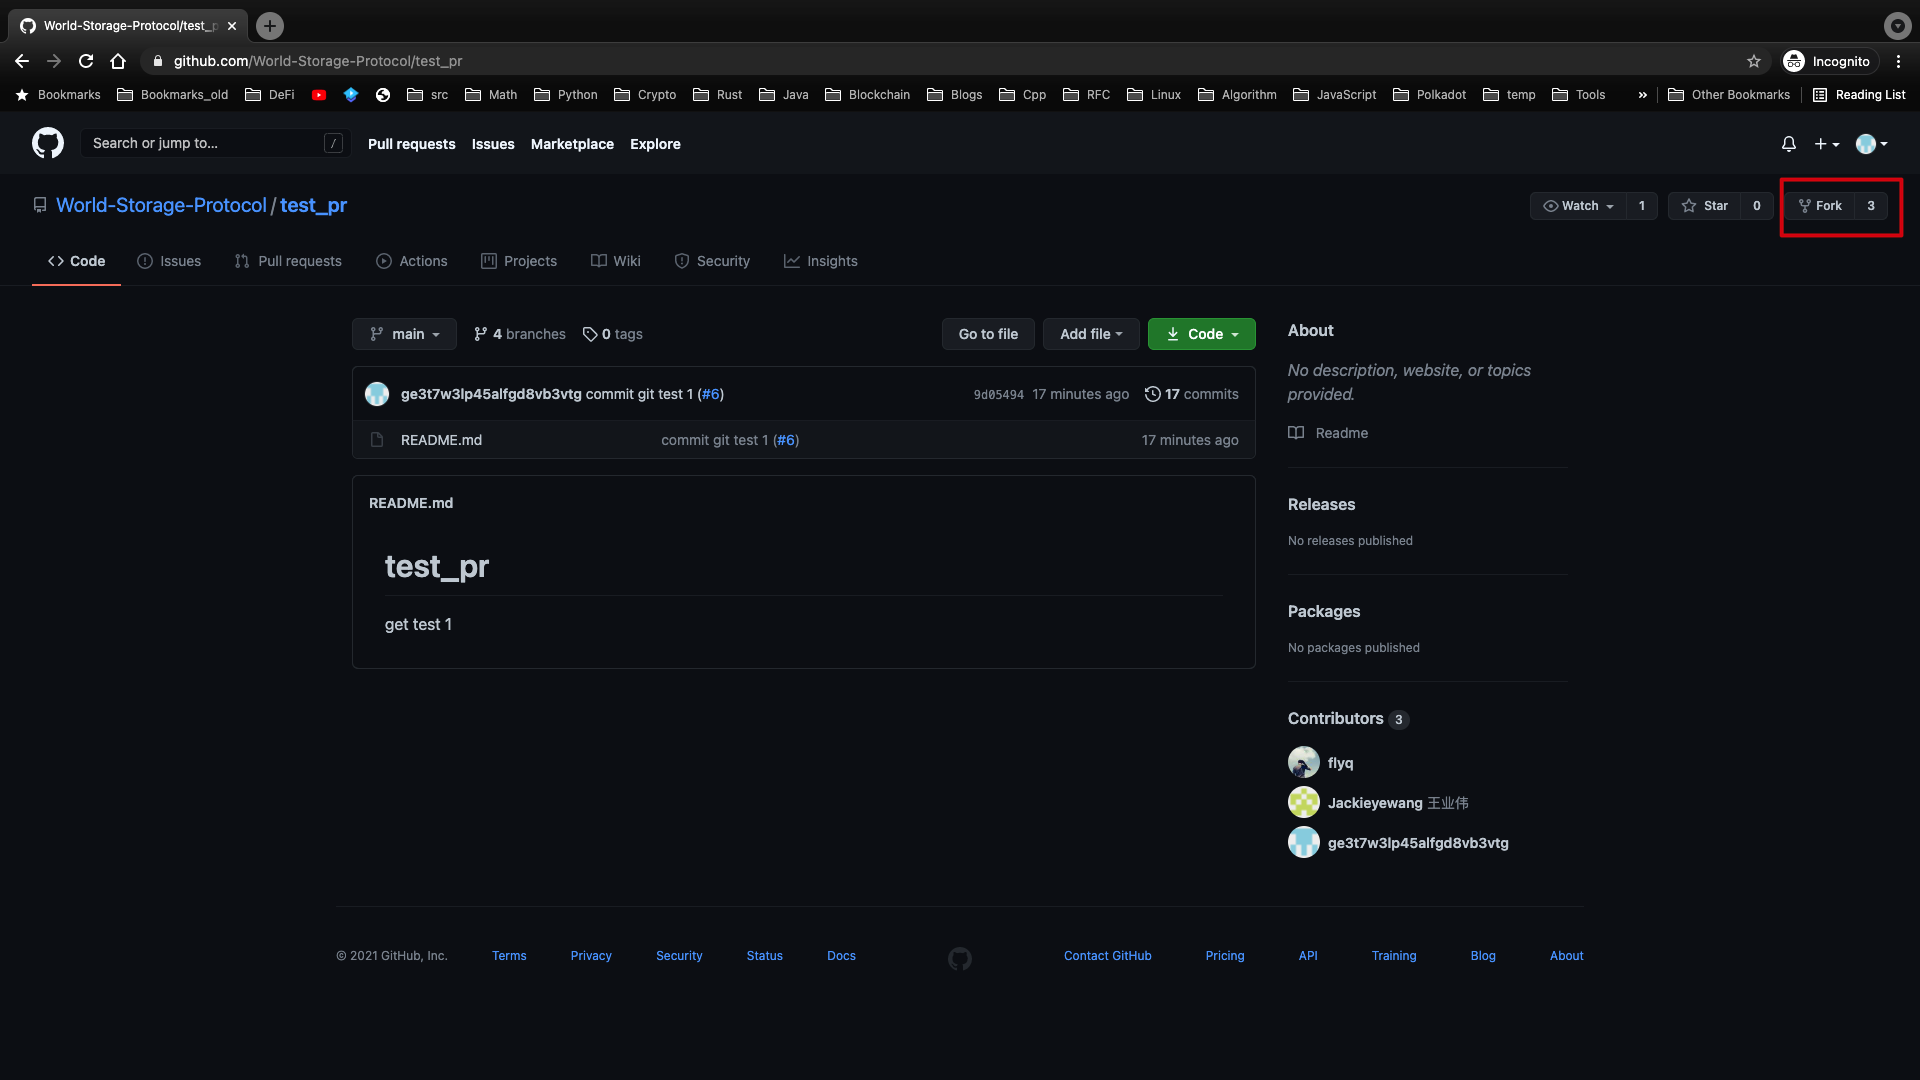 World-Storage-Protocol/test_p
github.com/World-Storage-Protocol/test_pr
Incognito
Bookmarks Bookmarks_old DeFi src Math Python Crypto Rust Java Blockchain Blogs Cpp RFC Linux Algorithm JavaScript Polkadot temp Tools » Other Bookmarks Reading List
Search or jump to... / Pull requests Issues Marketplace Explore
World-Storage-Protocol / test_pr
Watch 1 Star 0 Fork 3
Code Issues Pull requests Actions Projects Wiki Security Insights
main 4 branches 0 tags Go to file Add file Code
ge3t7w3lp45alfgd8vb3vtg commit git test 1 (#6) 9d05494 17 minutes ago 17 commits
README.md commit git test 1 (#6) 17 minutes ago
README.md
test_pr
get test 1
About
No description, website, or topics
provided.
Readme
Releases
No releases published
Packages
No packages published
Contributors 3
flyq
Jackieyewang 王业伟
ge3t7w3lp45alfgd8vb3vtg
© 2021 GitHub, Inc. Terms Privacy Security Status Docs Contact GitHub Pricing API Training Blog About